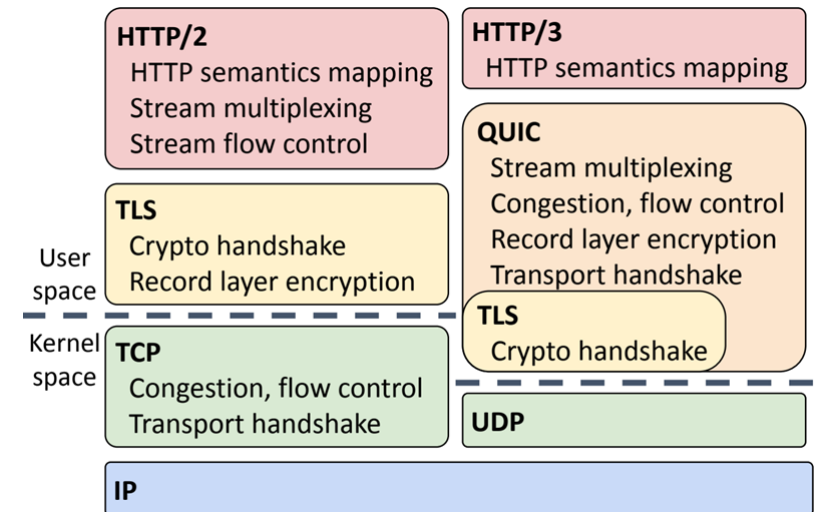 HTTP/2
HTTP semantics mapping
Stream multiplexing
Stream flow control
TLS
Crypto handshake
Record layer encryption
User
space
Kernel
space
TCP
Congestion, flow control
Transport handshake
HTTP/3
HTTP semantics mapping
QUIC
Stream multiplexing
Congestion, flow control
Record layer encryption
Transport handshake
TLS
Crypto handshake
UDP
IP